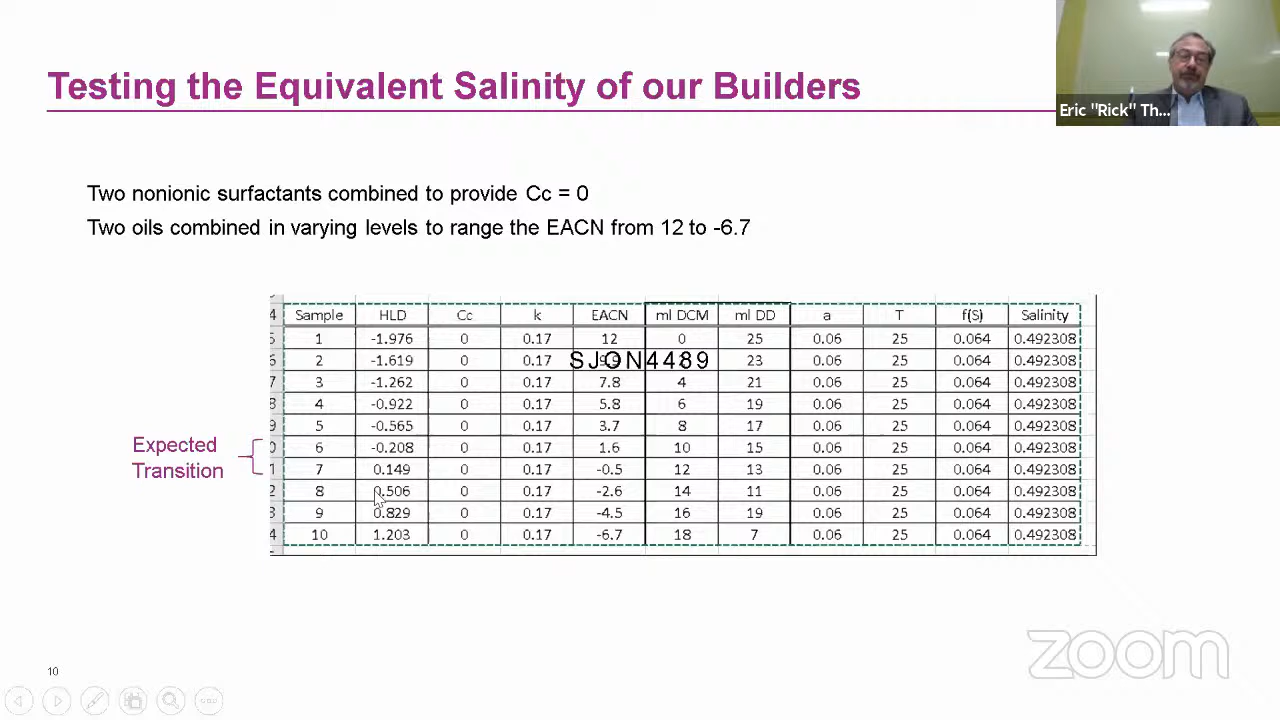 Testing the Equivalent Salinity of our Builders
Eric "Rick" Th...
Two nonionic surfactants combined to provide Cc = 0
Two oils combined in varying levels to range the EACN from 12 to -6.7
4 Sample HLD Cc k EACN ml DCM ml DD a T f(S) Salinity
5 1 -1.976 0 0.17 12 0 25 0.06 25 0.064 0.492308
6 2 -1.619 0 0.17 23 0.06 25 0.064 0.492308
SJON4489
7 3 -1.262 0 0.17 7.8 4 21 0.06 25 0.064 0.492308
8 4 -0.922 0 0.17 5.8 6 19 0.06 25 0.064 0.492308
9 5 -0.565 0 0.17 3.7 8 17 0.06 25 0.064 0.492308
0 6 -0.208 0 0.17 1.6 10 15 0.06 25 0.064 0.492308
1 7 0.149 0 0.17 -0.5 12 13 0.06 25 0.064 0.492308
2 8 0.506 0 0.17 -2.6 14 11 0.06 25 0.064 0.492308
3 9 0.829 0 0.17 -4.5 16 19 0.06 25 0.064 0.492308
4 10 1.203 0 0.17 -6.7 18 7 0.06 25 0.064 0.492308
Expected
Transition
10
zoom